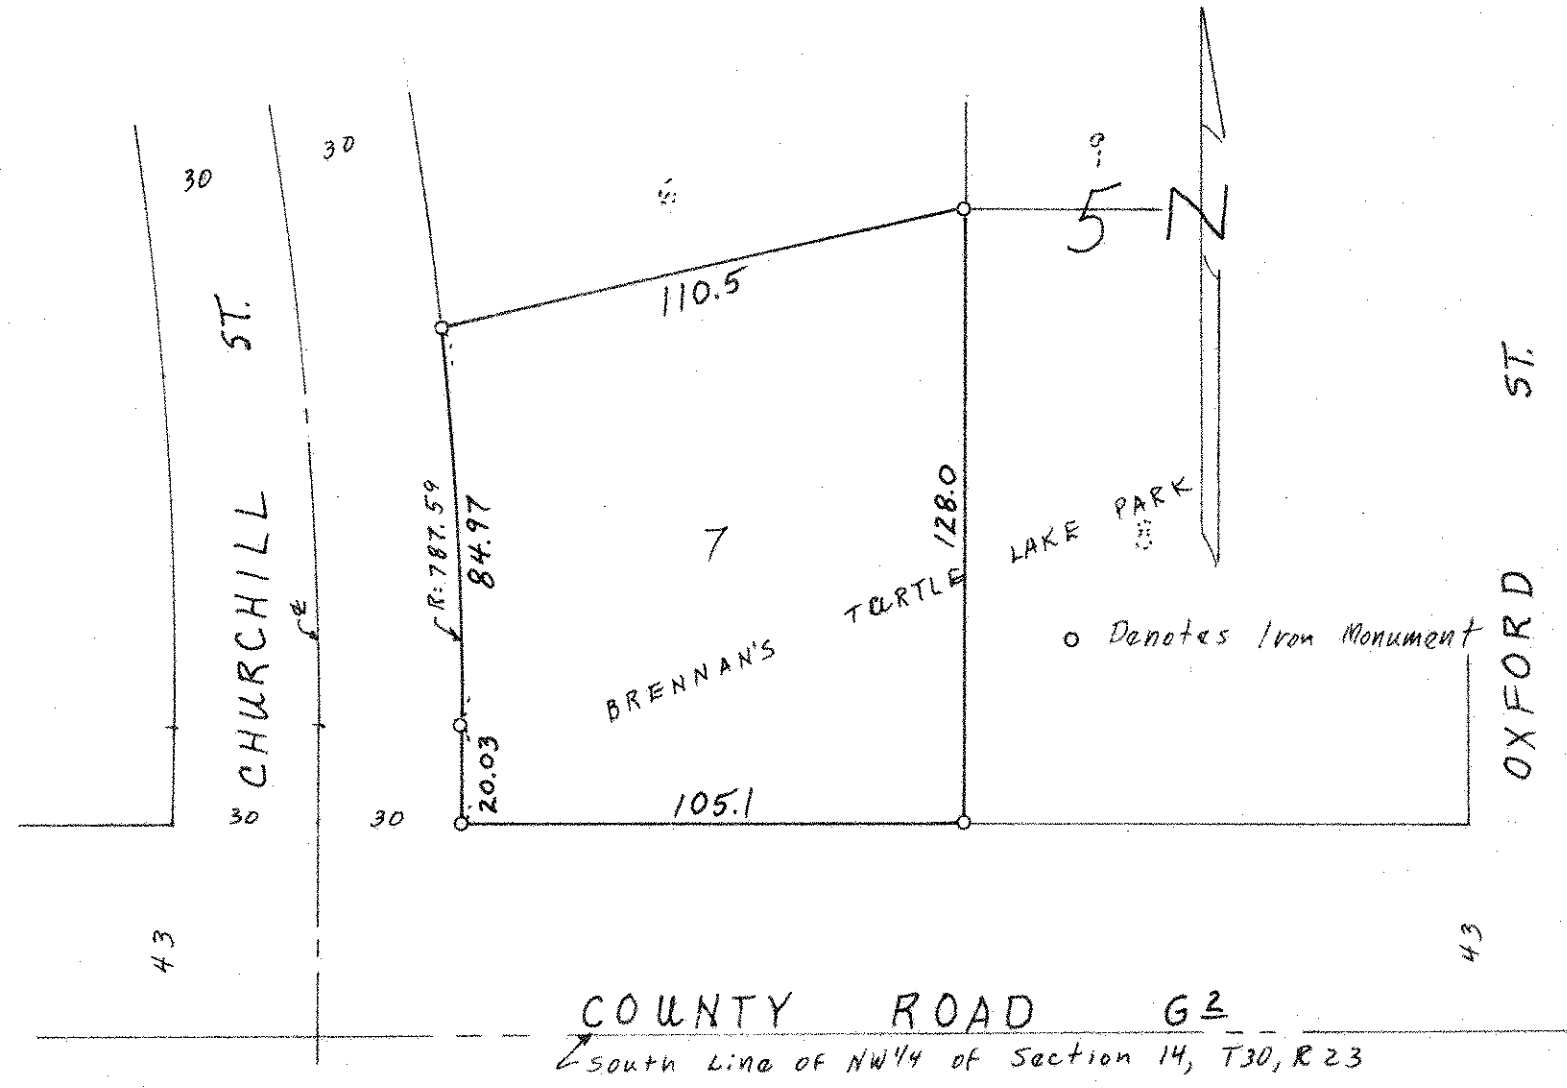 30
30
5
N
110.5
CHURCHILL ST.
R: 787.59
84.97
7
128.0
BRENNAN'S TURTLE LAKE PARK
OXFORD ST.
o Denotes Iron Monument
20.03
105.1
30
30
43
43
COUNTY ROAD G2
South Line of NW 1/4 of Section 14, T30, R23